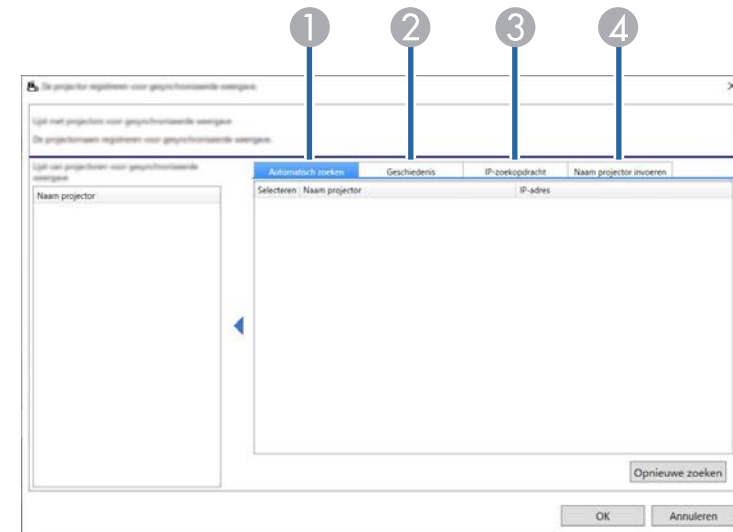 1 2 3 4
De projector registreren voor gesynchroniseerde weergave.
Lijst met projectors voor gesynchroniseerde weergave
De projectornaam registreren voor gesynchroniseerde weergave.
Lijst van projectoren voor gesynchroniseerde
weergave
Automatisch zoeken Geschiedenis IP-zoekopdracht Naam projector invoeren
Naam projector
Selecteren Naam projector IP-adres
Opnieuwe zoeken
OK Annuleren